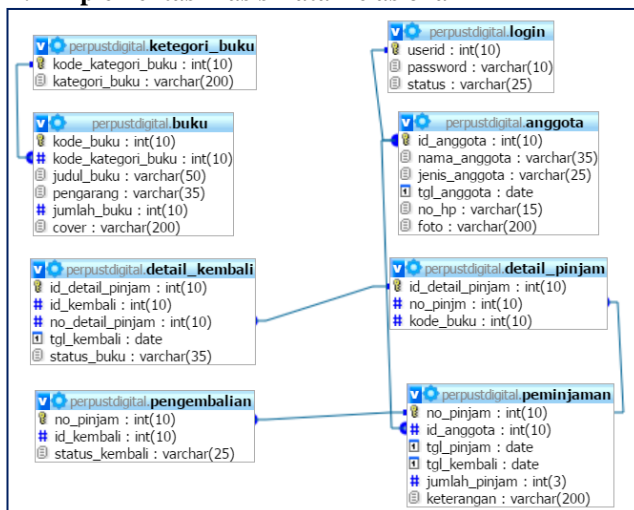 perpustdigital.ketegori_buku
kode_kategori_buku : int(10)
kategori_buku : varchar(200)
perpustdigital.login
userid : int(10)
password : varchar(10)
status : varchar(25)
perpustdigital.buku
kode_buku : int(10)
# kode_kategori_buku : int(10)
judul_buku : varchar(50)
pengarang : varchar(35)
# jumlah_buku : int(10)
cover : varchar(200)
perpustdigital.anggota
id_anggota : int(10)
nama_anggota : varchar(35)
jenis_anggota : varchar(25)
tgl_anggota : date
no_hp : varchar(15)
foto : varchar(200)
perpustdigital.detail_kembali
id_detail_pinjam : int(10)
# id_kembali : int(10)
# no_detail_pinjam : int(10)
tgl_kembali : date
status_buku : varchar(35)
perpustdigital.detail_pinjam
id_detail_pinjam : int(10)
# no_pinjm : int(10)
# kode_buku : int(10)
perpustdigital.pengembalian
no_pinjam : int(10)
# id_kembali : int(10)
status_kembali : varchar(25)
perpustdigital.peminjaman
no_pinjam : int(10)
# id_anggota : int(10)
tgl_pinjam : date
tgl_kembali : date
# jumlah_pinjam : int(3)
keterangan : varchar(200)